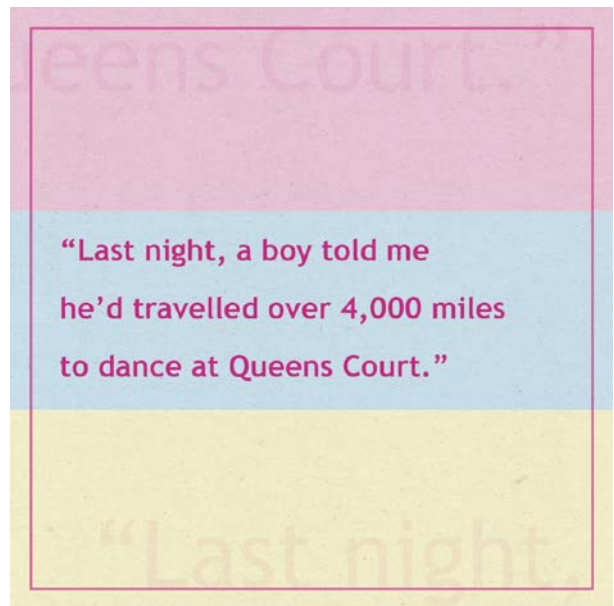 ueens Court.”
“Last night, a boy told me
he’d travelled over 4,000 miles
to dance at Queens Court.”
“Last night,